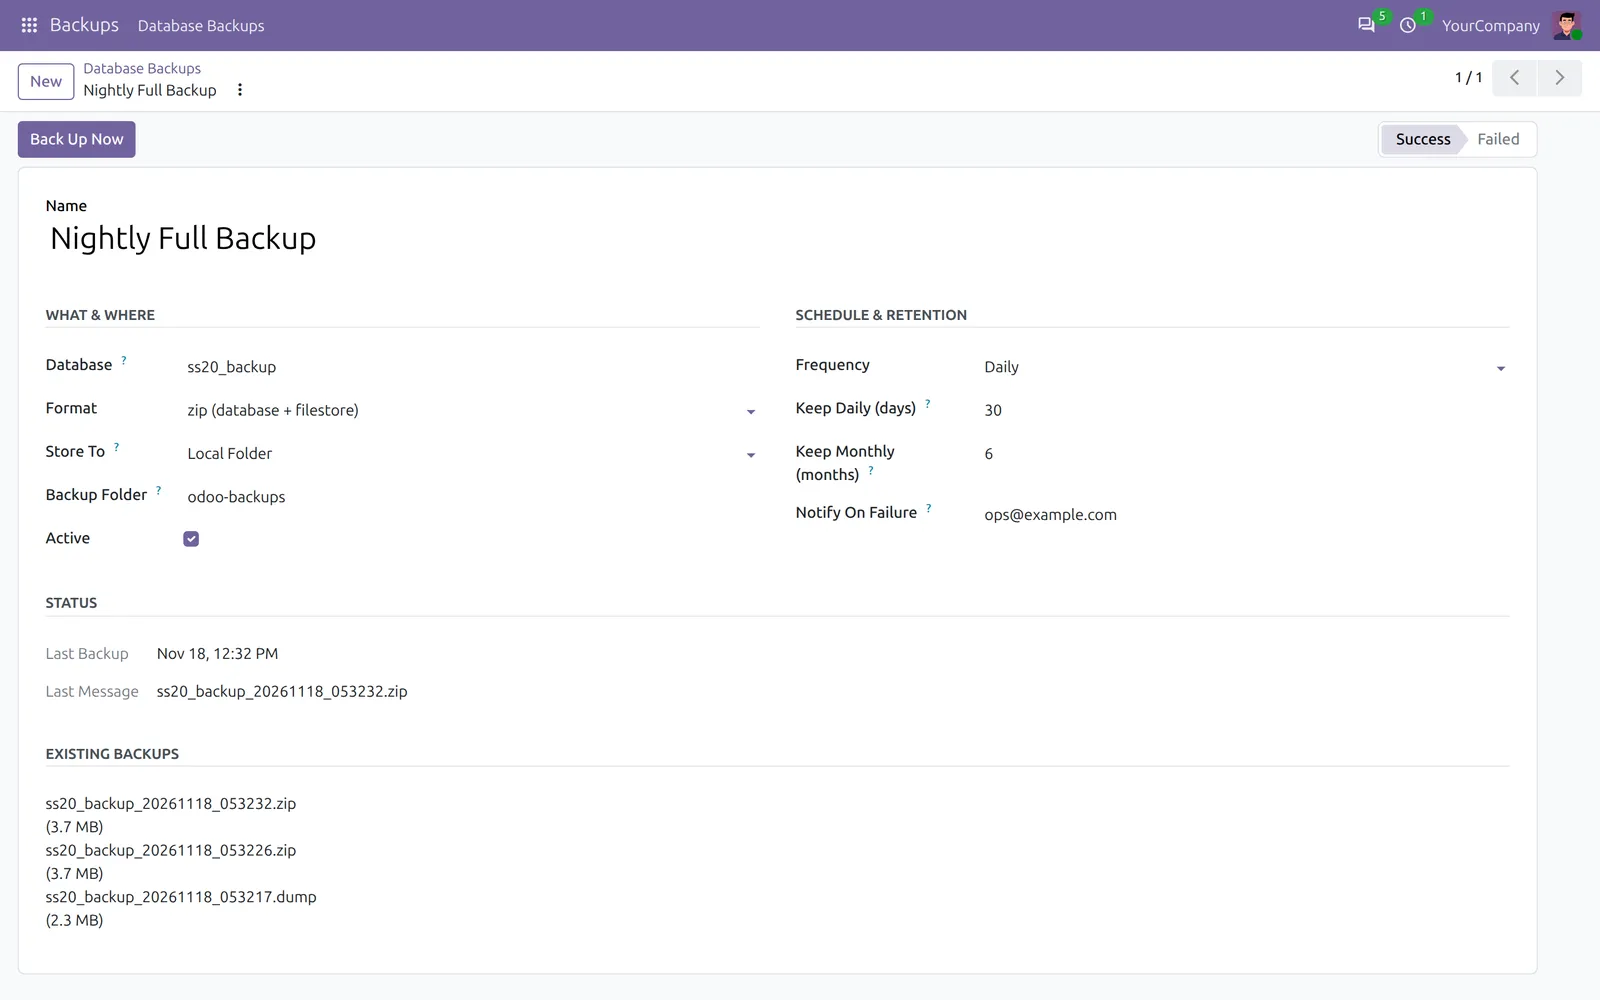 Backups Database Backups 5 1 YourCompany
New
Database Backups
Nightly Full Backup
1 / 1
Back Up Now
Success Failed
Name
Nightly Full Backup
WHAT & WHERE
Database ? ss20_backup
Format zip (database + filestore)
Store To ? Local Folder
Backup Folder ? odoo-backups
Active
SCHEDULE & RETENTION
Frequency Daily
Keep Daily (days) ? 30
Keep Monthly
(months) ? 6
Notify On Failure ? ops@example.com
STATUS
Last Backup Nov 18, 12:32 PM
Last Message ss20_backup_20261118_053232.zip
EXISTING BACKUPS
ss20_backup_20261118_053232.zip
(3.7 MB)
ss20_backup_20261118_053226.zip
(3.7 MB)
ss20_backup_20261118_053217.dump
(2.3 MB)